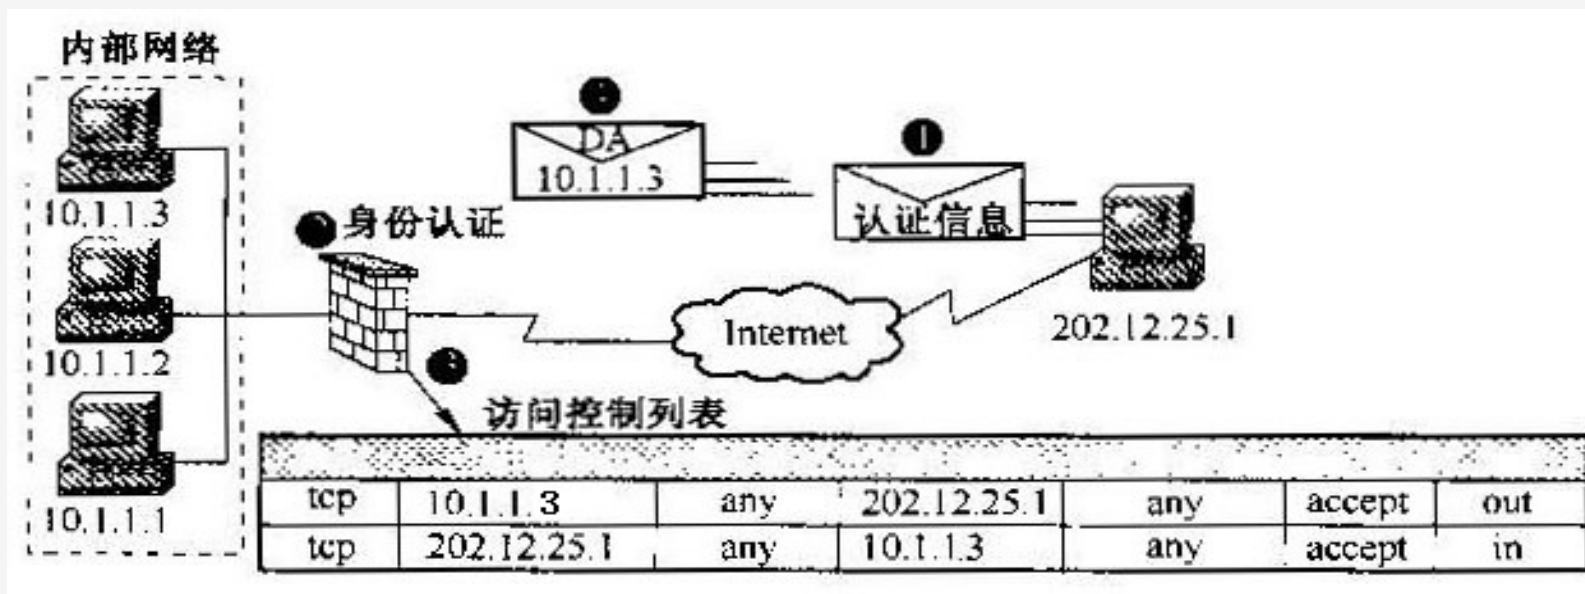 内部网络
DA
10.1.1.3
认证信息
10.1.1.3
身份认证
10.1.1.2
Internet
202.12.25.1
访问控制列表
10.1.1.1
tcp 10.1.1.3 any 202.12.25.1 any accept out
tcp 202.12.25.1 any 10.1.1.3 any accept in